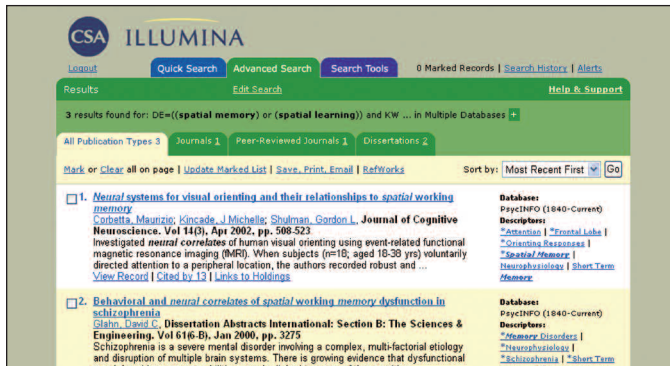 CSA ILLUMINA
Logout Quick Search Advanced Search Search Tools 0 Marked Records | Search History | Alerts
Results Edit Search Help & Support
3 results found for: DE=((spatial memory) or (spatial learning)) and KW ... in Multiple Databases +
All Publication Types 3 Journals 1 Peer-Reviewed Journals 1 Dissertations 2
Mark or Clear all on page | Update Marked List | Save, Print, Email | RefWorks Sort by: Most Recent First Go
1. Neural systems for visual orienting and their relationships to spatial working
memory
Corbetta, Maurizio; Kincade, J Michelle; Shulman, Gordon L, Journal of Cognitive
Neuroscience. Vol 14(3), Apr 2002, pp. 508-523
Investigated neural correlates of human visual orienting using event-related functional
magnetic resonance imaging (fMRI). When subjects (n=18; aged 18-38 yrs) voluntarily
directed attention to a peripheral location, the authors recorded robust and ...
View Record | Cited by 13 | Links to Holdings
Database:
PsycINFO (1840-Current)
Descriptors:
*Attention | *Frontal Lobe |
*Orienting Responses |
*Spatial Memory |
Neurophysiology | Short Term
Memory
2. Behavioral and neural correlates of spatial working memory dysfunction in
schizophrenia
Glahn, David C, Dissertation Abstracts International: Section B: The Sciences &
Engineering. Vol 61(6-B), Jan 2000, pp. 3275
Schizophrenia is a severe mental disorder involving a complex, multi-factorial etiology
and disruption of multiple brain systems. There is growing evidence that dysfunctional
Database:
PsycINFO (1840-Current)
Descriptors:
*Memory Disorders |
*Neurophysiology |
*Schizophrenia | *Short Term